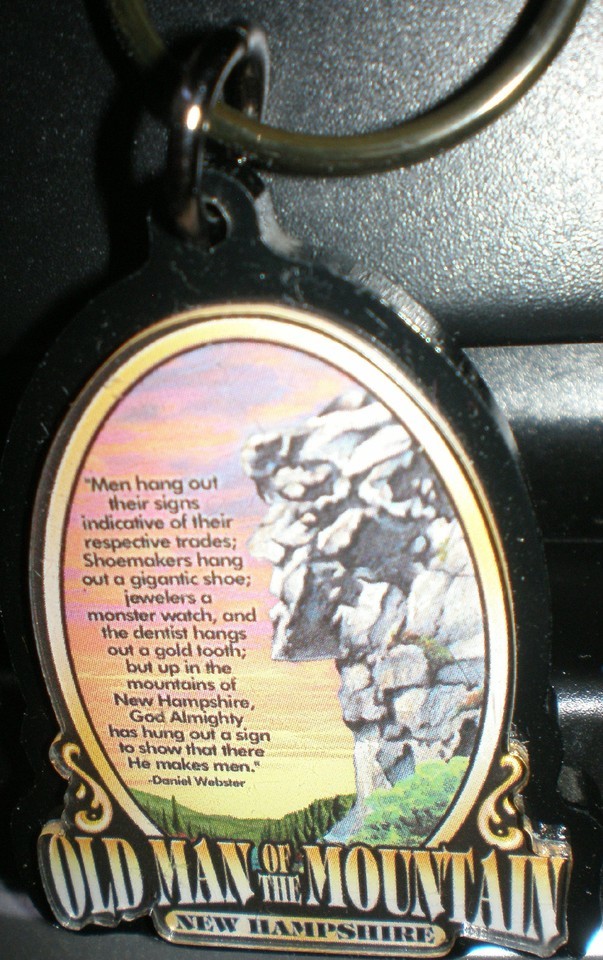 "Men hang out
their signs
indicative of their
respective trades;
Shoemakers hang
out a gigantic shoe;
jewelers a
monster watch, and
the dentist hangs
out a gold tooth;
but up in the
mountains of
New Hampshire,
God Almighty
has hung out a sign
to show that there
He makes men."
-Daniel Webster
OLD MAN OF THE MOUNTAIN
NEW HAMPSHIRE